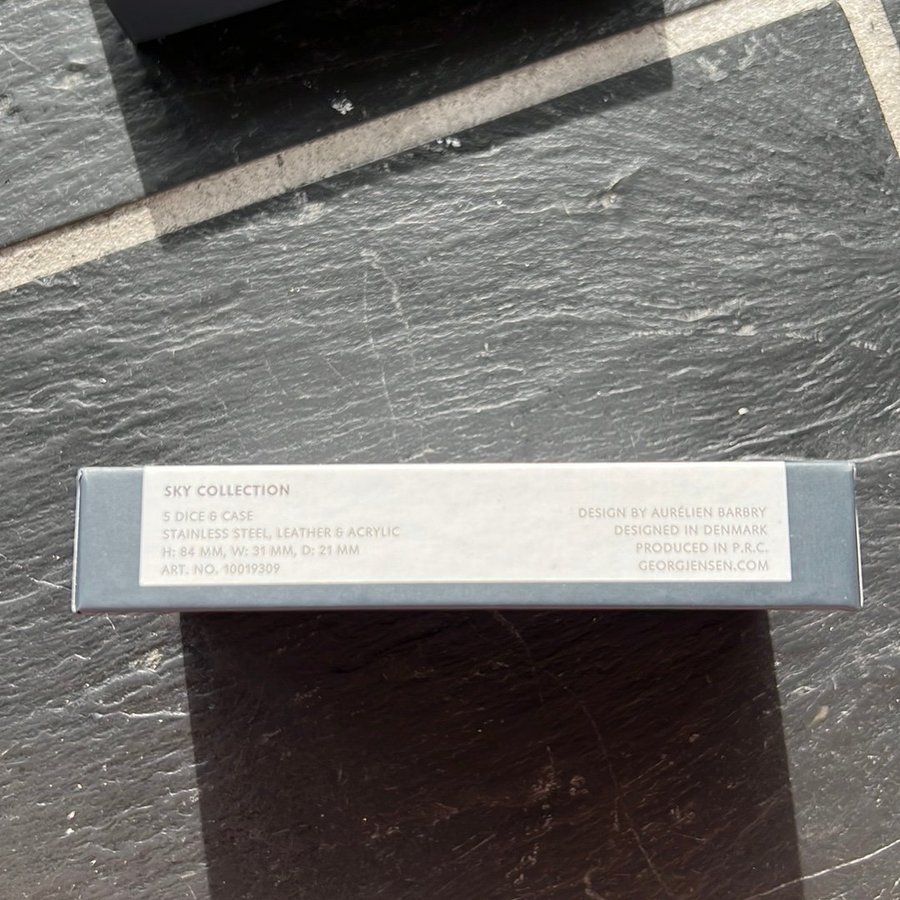 SKY COLLECTION
5 DICE & CASE
STAINLESS STEEL, LEATHER & ACRYLIC
H: 84 MM, W: 31 MM, D: 21 MM
ART. NO. 10019309
DESIGN BY AURÉLIEN BARBRY
DESIGNED IN DENMARK
PRODUCED IN P.R.C.
GEORGJENSEN.COM